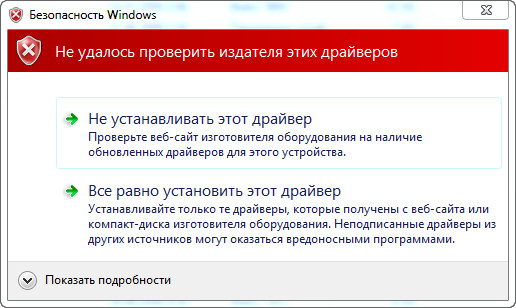 Безопасность Windows
Не удалось проверить издателя этих драйверов
Не устанавливать этот драйвер
Проверьте веб-сайт изготовителя оборудования на наличие
обновленных драйверов для этого устройства.
Все равно установить этот драйвер
Устанавливайте только те драйверы, которые получены с веб-сайта или
компакт-диска изготовителя оборудования. Неподписанные драйверы из
других источников могут оказаться вредоносными программами.
Показать подробности